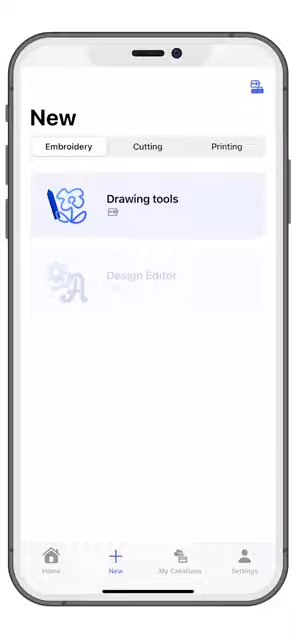 New
Embroidery Cutting Printing
Drawing tools
Design Editor
Home New My Creations Settings